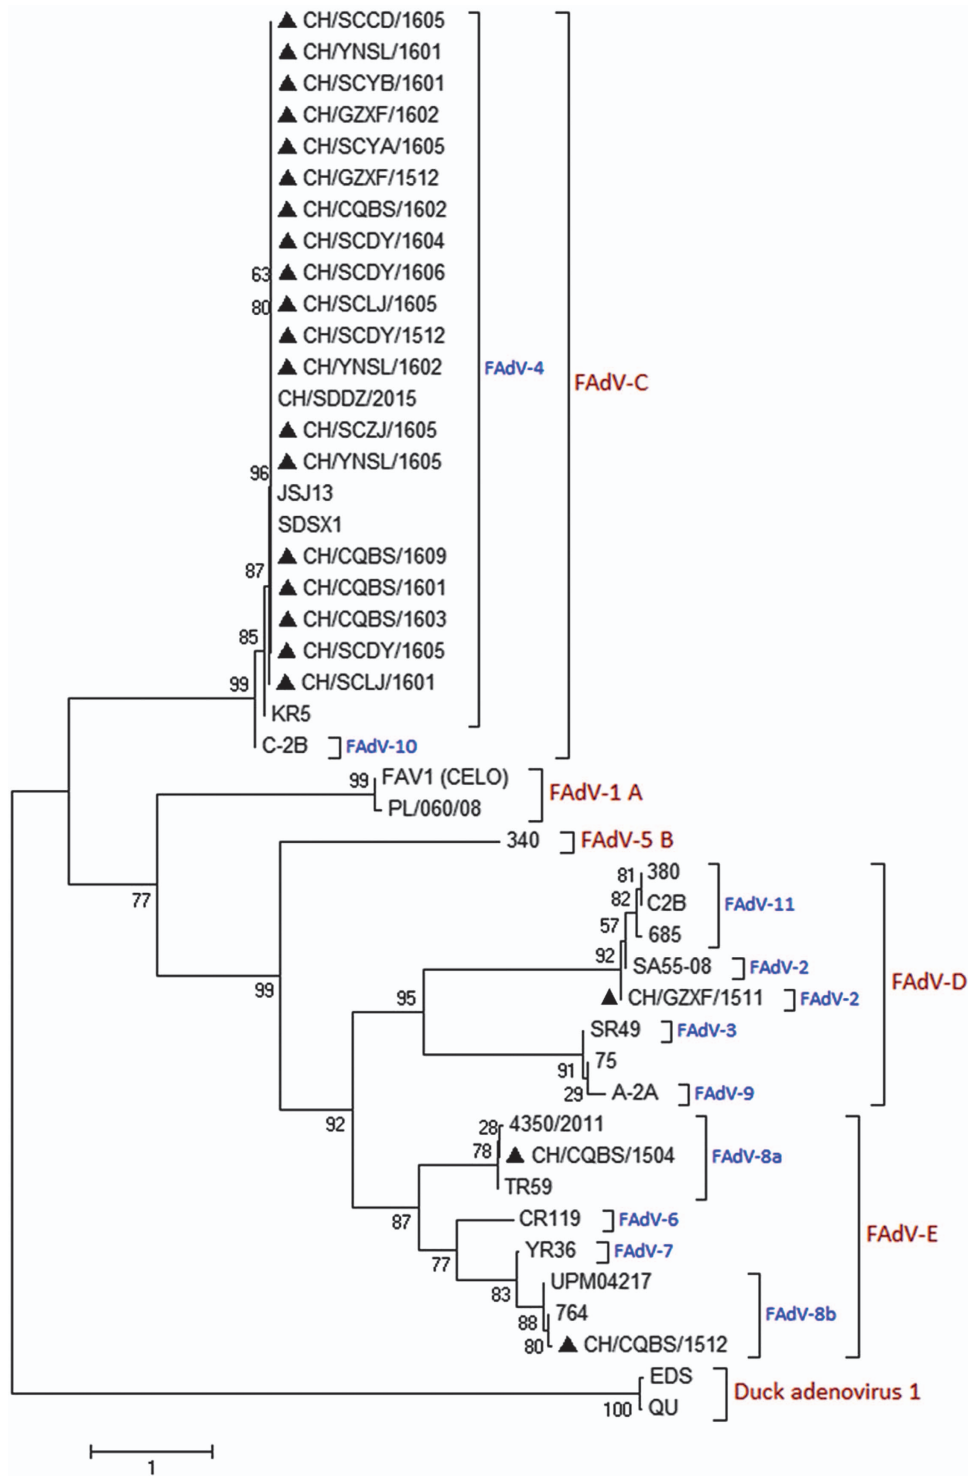 CH/SCCD/1605
CH/YNSL/1601
CH/SCYB/1601
CH/GZXF/1602
CH/SCYA/1605
CH/GZXF/1512
CH/CQBS/1602
CH/SCDY/1604
63 CH/SCDY/1606
80 CH/SCLJ/1605
CH/SCDY/1512
CH/YNSL/1602 FAdV-4
FAdV-C
CH/SDDZ/2015
CH/SCZJ/1605
CH/YNSL/1605
96
JSJ13
SDSX1
CH/CQBS/1609
87
CH/CQBS/1601
CH/CQBS/1603
85
CH/SCDY/1605
99 CH/SCLJ/1601
KR5
C-2B FAdV-10
99 FAV1 (CELO)
FAdV-1 A
PL/060/08
340 FAdV-5 B
81 380
82 C2B FAdV-11
77
57 685
92 SA55-08 FAdV-2
FAdV-D
99
95 CH/GZXF/1511 FAdV-2
SR49 FAdV-3
75
91
29 A-2A FAdV-9
92
28 4350/2011
78 CH/CQBS/1504 FAdV-8a
TR59
87 CR119 FAdV-6
FAdV-E
YR36 FAdV-7
77
UPM04217
83
764 FAdV-8b
88
80 CH/CQBS/1512
EDS
Duck adenovirus 1
100 QU
1